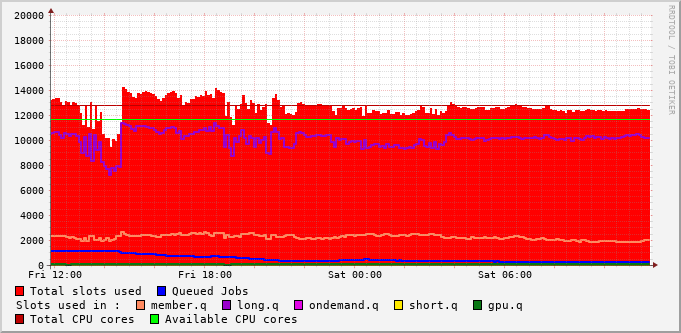 20000
18000
16000
14000
12000
10000
8000
6000
4000
2000
0
Fri 12:00 Fri 18:00 Sat 00:00 Sat 06:00
RRDTOOL / TOBI OETIKER
Total slots used Queued Jobs
Slots used in : member.q long.q ondemand.q short.q gpu.q
Total CPU cores Available CPU cores